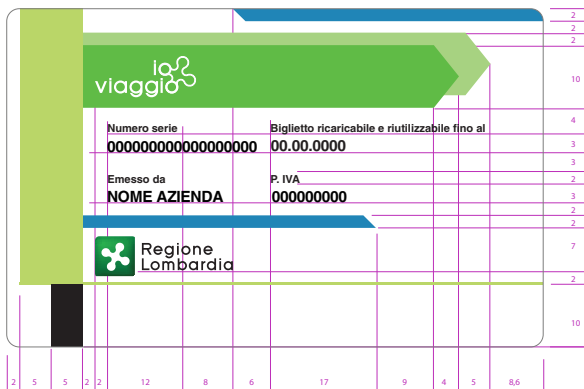 2
2
2
io
viaggio
10
4
Numero serie Biglietto ricaricabile e riutilizzabile fino al
000000000000000000 00.00.0000
3
3
Emesso da P. IVA
2
NOME AZIENDA 000000000
3
2
2
Regione
Lombardia
7
2
10
2 5 5 2 2 12 8 6 17 9 4 5 8,6